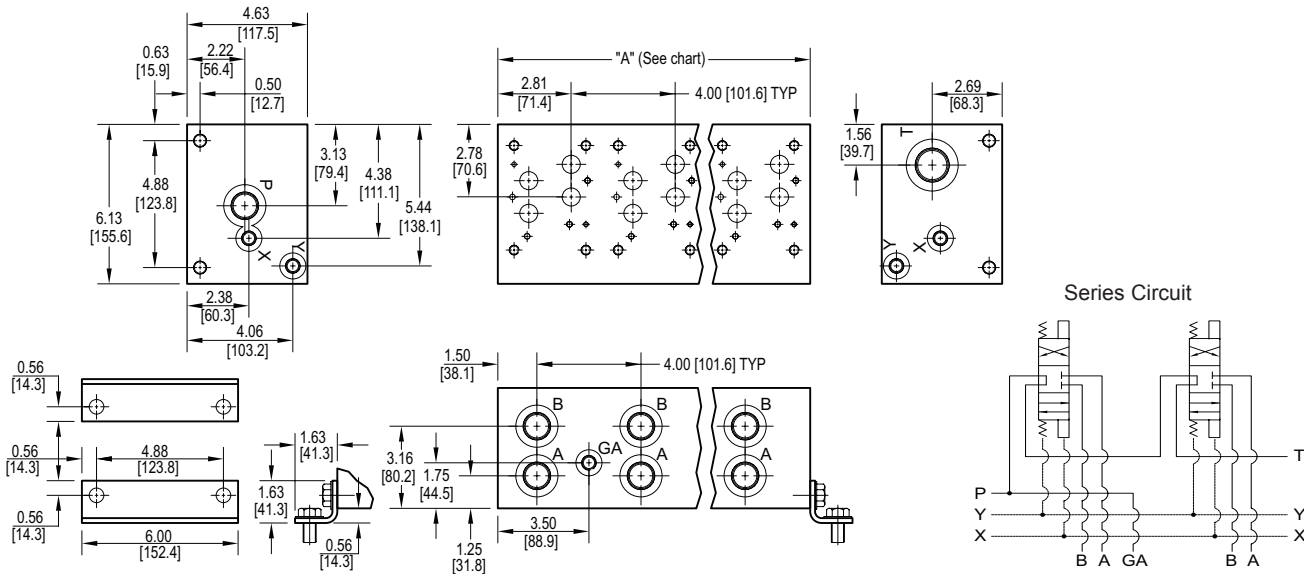 4.63
[117.5]
2.22
[56.4]
0.63
[15.9]
0.50
[12.7]
3.13
[79.4]
4.38
[111.1]
5.44
[138.1]
4.88
[123.8]
6.13
[155.6]
P
X
Y
2.38
[60.3]
4.06
[103.2]
"A" (See chart)
2.81
[71.4]
4.00 [101.6] TYP
2.78
[70.6]
2.69
[68.3]
1.56
[39.7]
T
Y
X
0.56
[14.3]
0.56
[14.3]
4.88
[123.8]
0.56
[14.3]
6.00
[152.4]
1.63
[41.3]
1.63
[41.3]
0.56
[14.3]
1.50
[38.1]
4.00 [101.6] TYP
B
B
B
GA
A
A
A
3.16
[80.2]
1.75
[44.5]
3.50
[88.9]
1.25
[31.8]
Series Circuit
T
P
Y
Y
X
X
B A GA B A